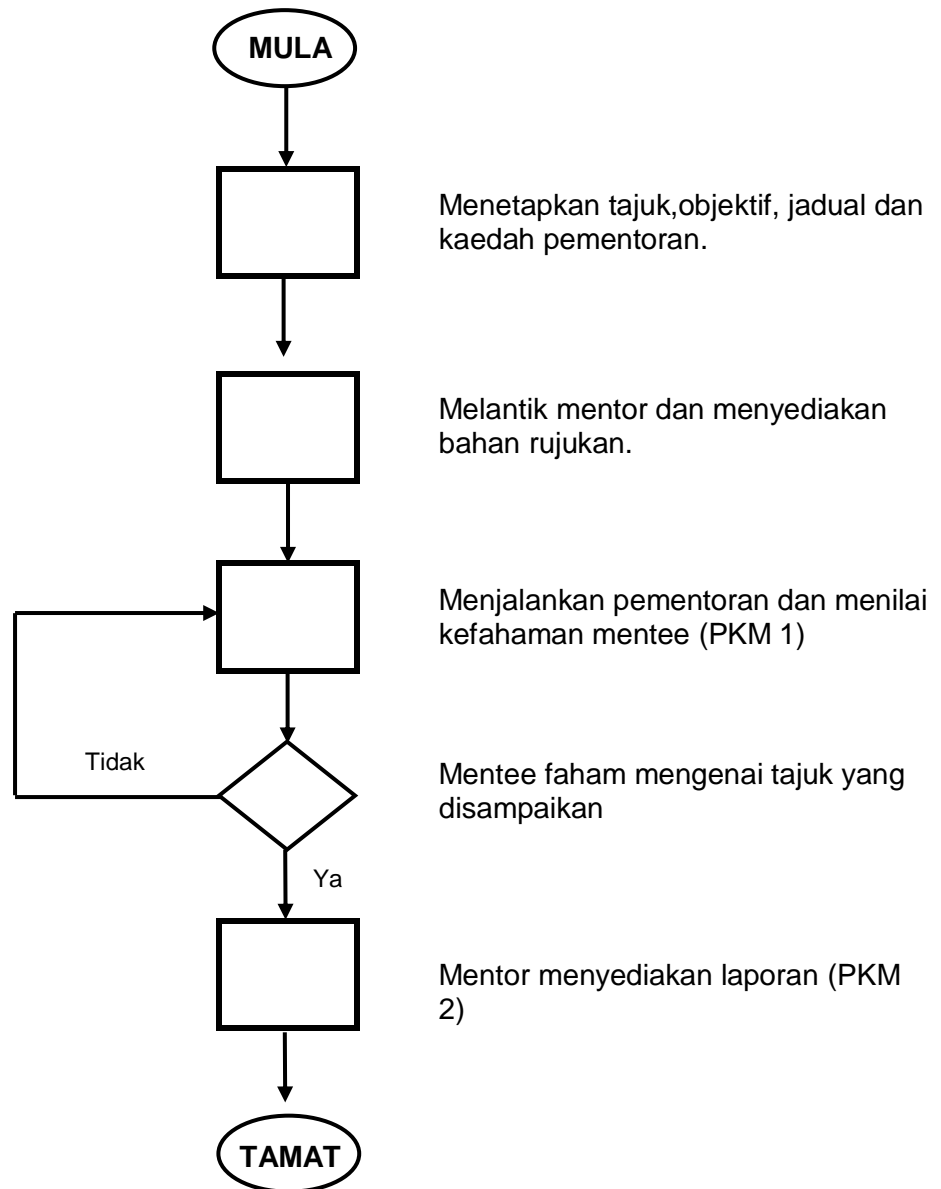 MULA
Menetapkan tajuk,objektif, jadual dan
kaedah pementoran.
Melantik mentor dan menyediakan
bahan rujukan.
Menjalankan pementoran dan menilai
kefahaman mentee (PKM 1)
Tidak
Mentee faham mengenai tajuk yang
disampaikan
Ya
Mentor menyediakan laporan (PKM
2)
TAMAT